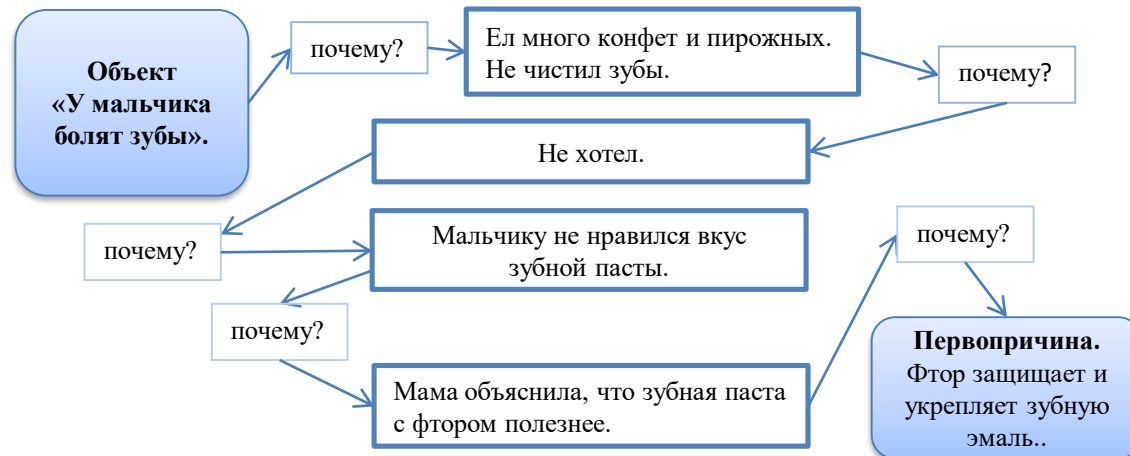 Объект
«У мальчика
болят зубы».
почему?
Ел много конфет и пирожных.
Не чистил зубы.
почему?
Не хотел.
почему?
Мальчику не нравился вкус
зубной пасты.
почему?
Мама объяснила, что зубная паста
с фтором полезнее.
почему?
Первопричина.
Фтор защищает и
укрепляет зубную
эмаль..